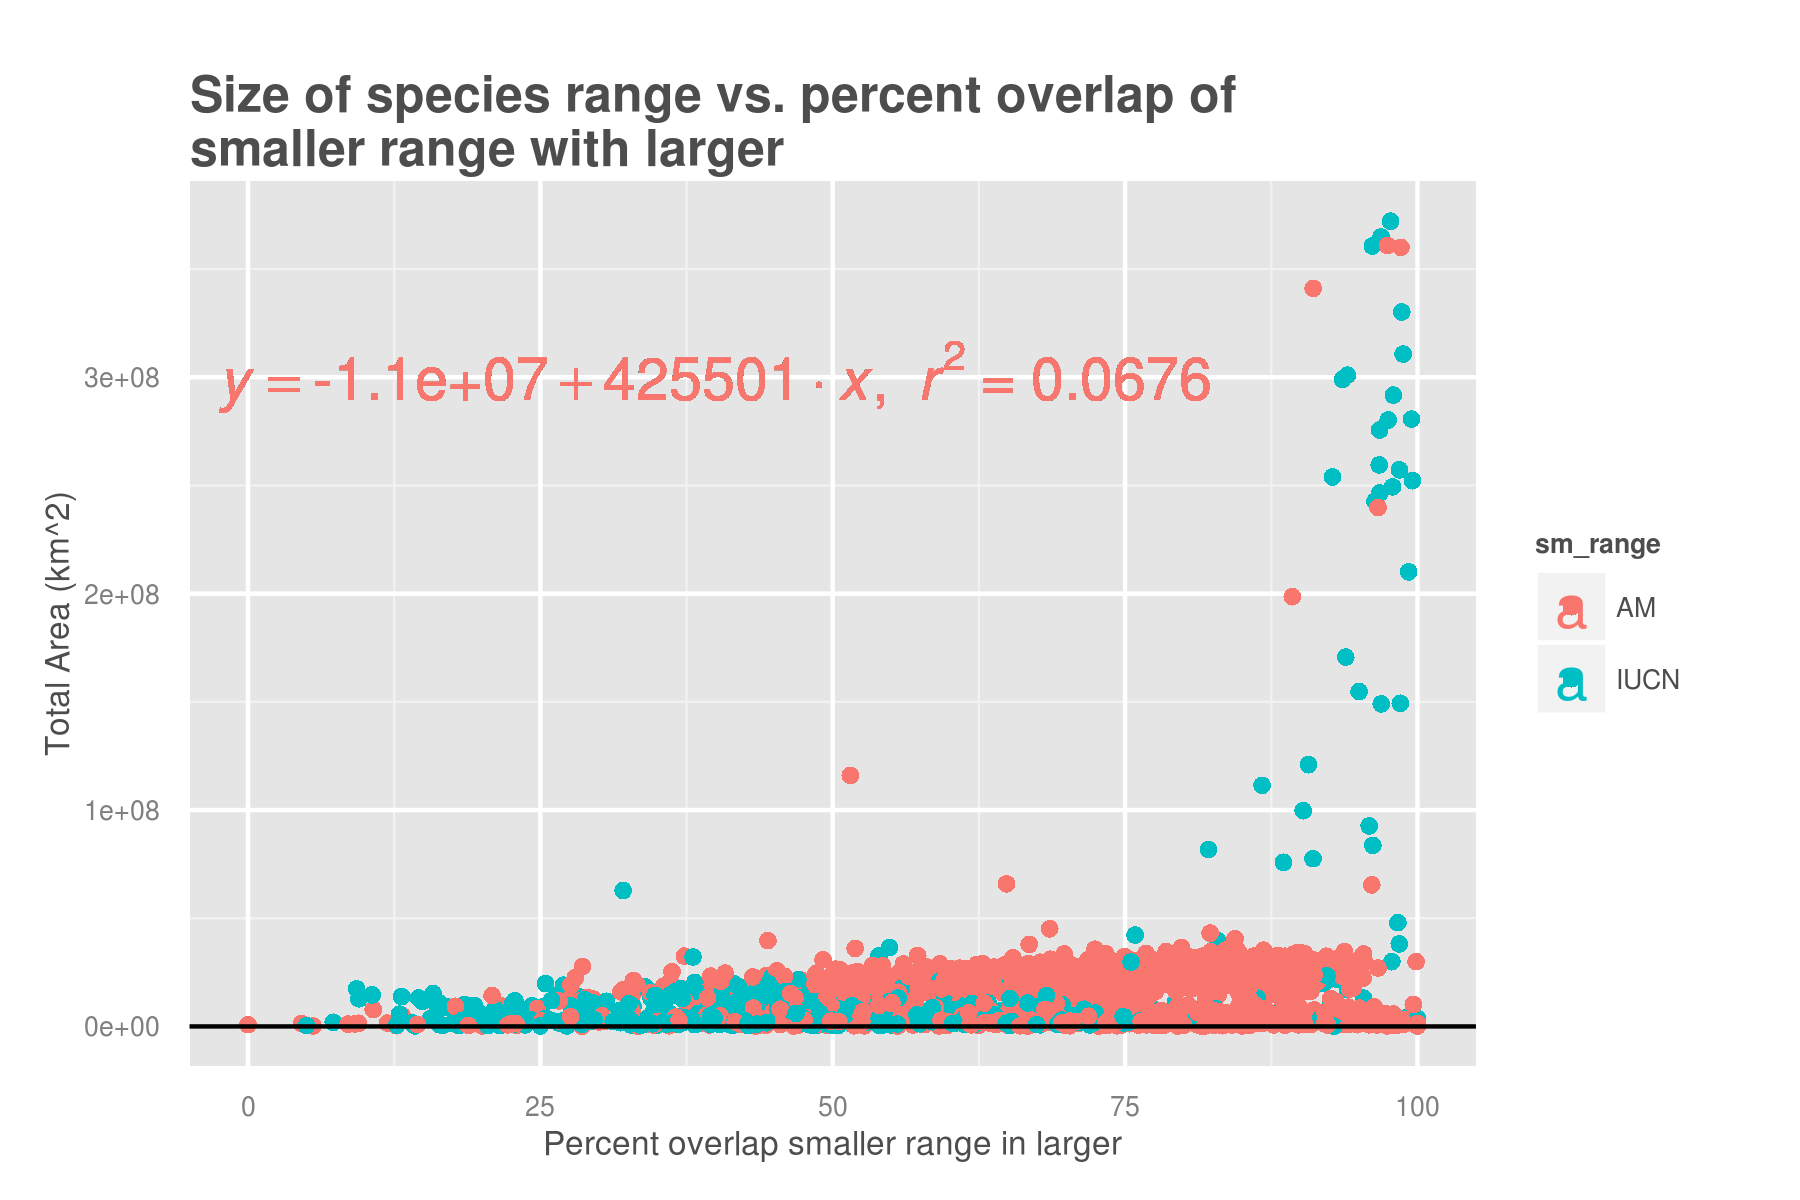 Size of species range vs. percent overlap of
smaller range with larger
y = -1.1e+07 + 425501 · x, r² = 0.0676
Total Area (km^2)
3e+08
2e+08
1e+08
0e+00
0 25 50 75 100
Percent overlap smaller range in larger
sm_range
a AM
a IUCN